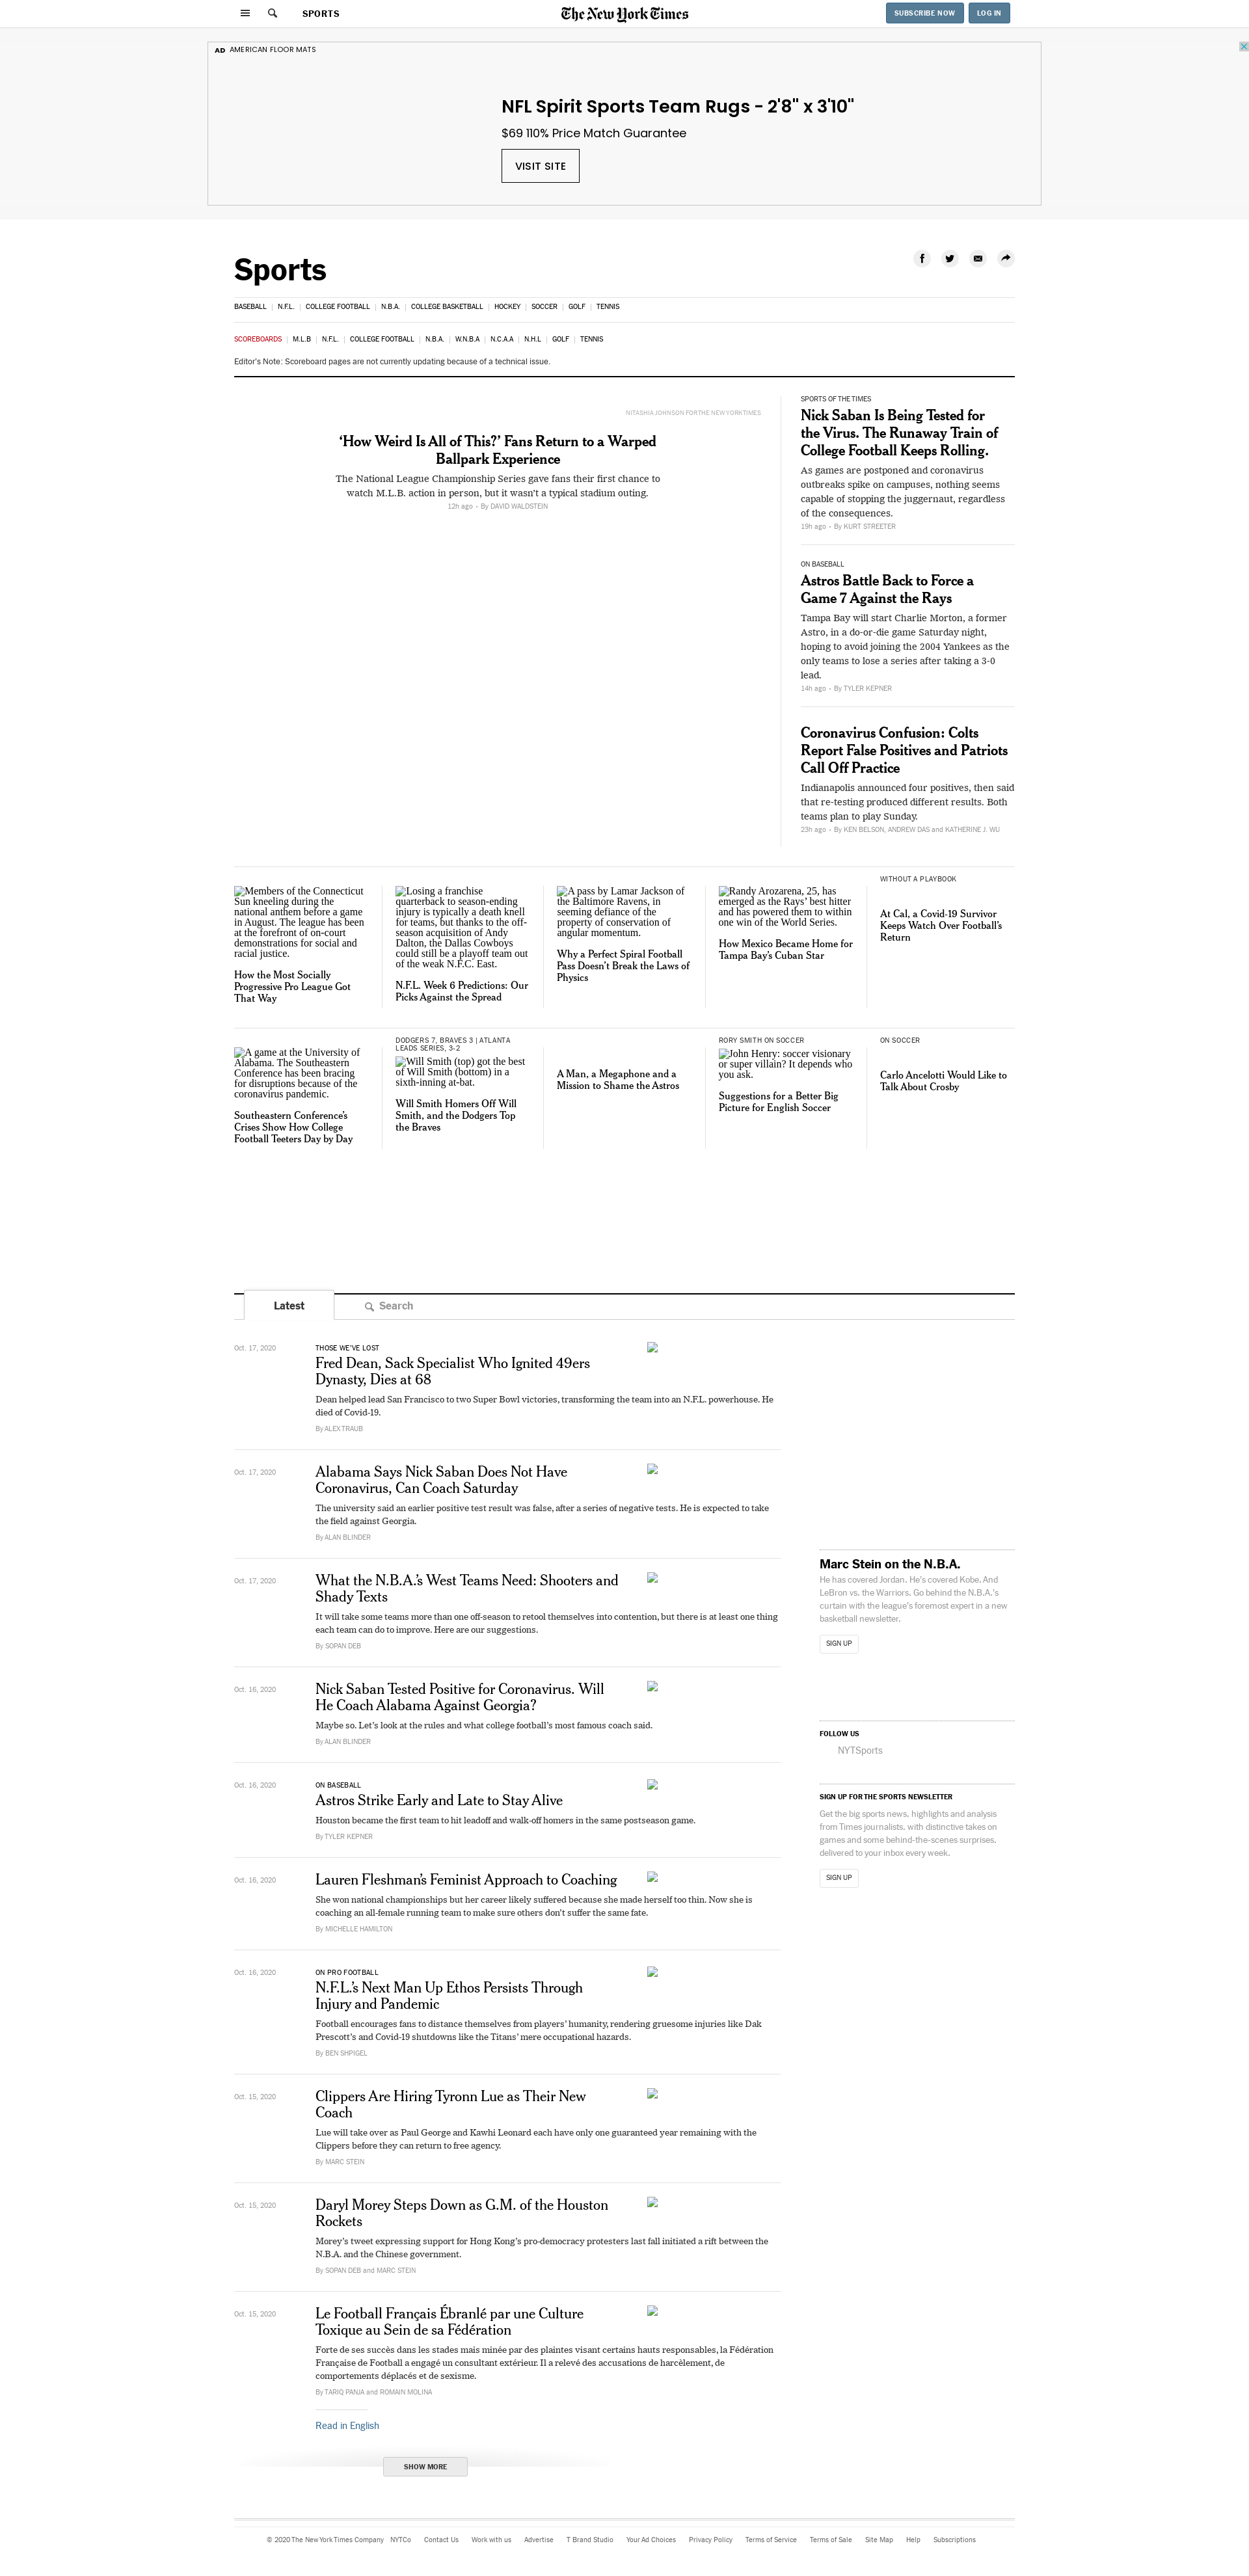 SPORTS
The New York Times
SUBSCRIBE NOW
LOG IN
AD AMERICAN FLOOR MATS
NFL Spirit Sports Team Rugs - 2'8" x 3'10"
$69 110% Price Match Guarantee
VISIT SITE
Sports
BASEBALL | N.F.L. | COLLEGE FOOTBALL | N.B.A. | COLLEGE BASKETBALL | HOCKEY | SOCCER | GOLF | TENNIS
SCOREBOARDS | M.L.B | N.F.L. | COLLEGE FOOTBALL | N.B.A. | W.N.B.A | N.C.A.A | N.H.L | GOLF | TENNIS
Editor's Note: Scoreboard pages are not currently updating because of a technical issue.
NITASHIA JOHNSON FOR THE NEW YORK TIMES
‘How Weird Is All of This?’ Fans Return to a Warped
Ballpark Experience
The National League Championship Series gave fans their first chance to
watch M.L.B. action in person, but it wasn’t a typical stadium outing.
12h ago • By DAVID WALDSTEIN
SPORTS OF THE TIMES
Nick Saban Is Being Tested for
the Virus. The Runaway Train of
College Football Keeps Rolling.
As games are postponed and coronavirus
outbreaks spike on campuses, nothing seems
capable of stopping the juggernaut, regardless
of the consequences.
19h ago • By KURT STREETER
ON BASEBALL
Astros Battle Back to Force a
Game 7 Against the Rays
Tampa Bay will start Charlie Morton, a former
Astro, in a do-or-die game Saturday night,
hoping to avoid joining the 2004 Yankees as the
only teams to lose a series after taking a 3-0
lead.
14h ago • By TYLER KEPNER
Coronavirus Confusion: Colts
Report False Positives and Patriots
Call Off Practice
Indianapolis announced four positives, then said
that re-testing produced different results. Both
teams plan to play Sunday.
23h ago • By KEN BELSON, ANDREW DAS and KATHERINE J. WU
Members of the Connecticut
Sun kneeling during the
national anthem before a game
in August. The league has been
at the forefront of on-court
demonstrations for social and
racial justice.
How the Most Socially
Progressive Pro League Got
That Way
Losing a franchise
quarterback to season-ending
injury is typically a death knell
for teams, but thanks to the off-
season acquisition of Andy
Dalton, the Dallas Cowboys
could still be a playoff team out
of the weak N.F.C. East.
N.F.L. Week 6 Predictions: Our
Picks Against the Spread
A pass by Lamar Jackson of
the Baltimore Ravens, in
seeming defiance of the
property of conservation of
angular momentum.
Why a Perfect Spiral Football
Pass Doesn’t Break the Laws of
Physics
Randy Arozarena, 25, has
emerged as the Rays’ best hitter
and has powered them to within
one win of the World Series.
How Mexico Became Home for
Tampa Bay’s Cuban Star
WITHOUT A PLAYBOOK
At Cal, a Covid-19 Survivor
Keeps Watch Over Football’s
Return
A game at the University of
Alabama. The Southeastern
Conference has been bracing
for disruptions because of the
coronavirus pandemic.
Southeastern Conference’s
Crises Show How College
Football Teeters Day by Day
DODGERS 7, BRAVES 3 | ATLANTA
LEADS SERIES, 3-2
Will Smith (top) got the best
of Will Smith (bottom) in a
sixth-inning at-bat.
Will Smith Homers Off Will
Smith, and the Dodgers Top
the Braves
A Man, a Megaphone and a
Mission to Shame the Astros
RORY SMITH ON SOCCER
John Henry: soccer visionary
or super villain? It depends who
you ask.
Suggestions for a Better Big
Picture for English Soccer
ON SOCCER
Carlo Ancelotti Would Like to
Talk About Crosby
Latest
Search
Oct. 17, 2020
THOSE WE’VE LOST
Fred Dean, Sack Specialist Who Ignited 49ers
Dynasty, Dies at 68
Dean helped lead San Francisco to two Super Bowl victories, transforming the team into an N.F.L. powerhouse. He
died of Covid-19.
By ALEX TRAUB
Oct. 17, 2020
Alabama Says Nick Saban Does Not Have
Coronavirus, Can Coach Saturday
The university said an earlier positive test result was false, after a series of negative tests. He is expected to take
the field against Georgia.
By ALAN BLINDER
Oct. 17, 2020
What the N.B.A.’s West Teams Need: Shooters and
Shady Texts
It will take some teams more than one off-season to retool themselves into contention, but there is at least one thing
each team can do to improve. Here are our suggestions.
By SOPAN DEB
Oct. 16, 2020
Nick Saban Tested Positive for Coronavirus. Will
He Coach Alabama Against Georgia?
Maybe so. Let’s look at the rules and what college football’s most famous coach said.
By ALAN BLINDER
Oct. 16, 2020
ON BASEBALL
Astros Strike Early and Late to Stay Alive
Houston became the first team to hit leadoff and walk-off homers in the same postseason game.
By TYLER KEPNER
Oct. 16, 2020
Lauren Fleshman’s Feminist Approach to Coaching
She won national championships but her career likely suffered because she made herself too thin. Now she is
coaching an all-female running team to make sure others don’t suffer the same fate.
By MICHELLE HAMILTON
Oct. 16, 2020
ON PRO FOOTBALL
N.F.L.’s Next Man Up Ethos Persists Through
Injury and Pandemic
Football encourages fans to distance themselves from players’ humanity, rendering gruesome injuries like Dak
Prescott’s and Covid-19 shutdowns like the Titans’ mere occupational hazards.
By BEN SHPIGEL
Oct. 15, 2020
Clippers Are Hiring Tyronn Lue as Their New
Coach
Lue will take over as Paul George and Kawhi Leonard each have only one guaranteed year remaining with the
Clippers before they can return to free agency.
By MARC STEIN
Oct. 15, 2020
Daryl Morey Steps Down as G.M. of the Houston
Rockets
Morey’s tweet expressing support for Hong Kong’s pro-democracy protesters last fall initiated a rift between the
N.B.A. and the Chinese government.
By SOPAN DEB and MARC STEIN
Oct. 15, 2020
Le Football Français Ébranlé par une Culture
Toxique au Sein de sa Fédération
Forte de ses succès dans les stades mais minée par des plaintes visant certains hauts responsables, la Fédération
Française de Football a engagé un consultant extérieur. Il a relevé des accusations de harcèlement, de
comportements déplacés et de sexisme.
By TARIQ PANJA and ROMAIN MOLINA
Read in English
SHOW MORE
Marc Stein on the N.B.A.
He has covered Jordan. He’s covered Kobe. And
LeBron vs. the Warriors. Go behind the N.B.A.’s
curtain with the league’s foremost expert in a new
basketball newsletter.
SIGN UP
FOLLOW US
NYTSports
SIGN UP FOR THE SPORTS NEWSLETTER
Get the big sports news, highlights and analysis
from Times journalists, with distinctive takes on
games and some behind-the-scenes surprises,
delivered to your inbox every week.
SIGN UP
© 2020 The New York Times Company NYTCo Contact Us Work with us Advertise T Brand Studio Your Ad Choices Privacy Policy Terms of Service Terms of Sale Site Map Help Subscriptions